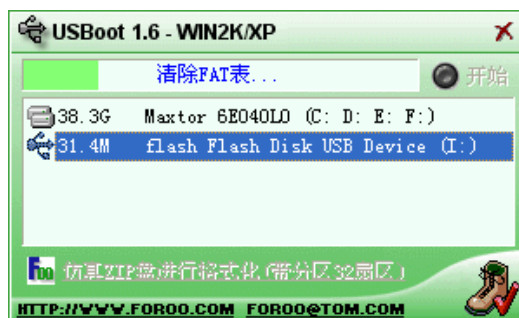 USBoot 1.6 - WIN2K/XP
清除FAT表...
开始
38.3G Maxtor 6E040L0 (C: D: E: F:)
31.4M flash Flash Disk USB Device (I:)
Foo 仿真ZIP盘进行格式化(带分区32扇区)
HTTP://WWW.FOROO.COM FOROO@TOM.COM